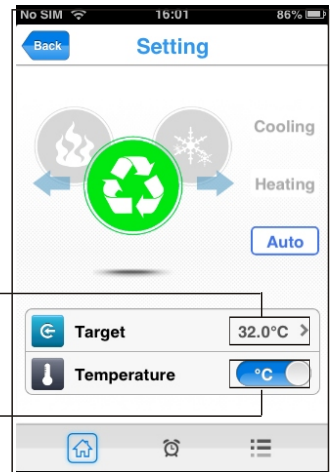 No SIM 16:01 86%
Back Setting
Cooling
Heating
Auto
Target 32.0°C >
Temperature °C